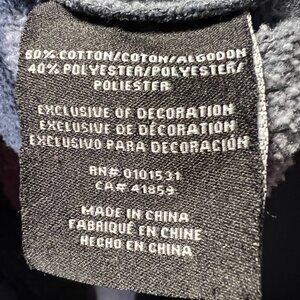 60% COTTON/COTON/ALGODON
40% POLYESTER/POLYESTER/
POLIESTER
EXCLUSIVE OF DECORATION
EXCLUSIVE DE DÉCORATION
EXCLUSIVO PARA DECORACIÓN
RN# 0101531
CA# 41859
MADE IN CHINA
FABRIQUÉ EN CHINE
HECHO EN CHINA